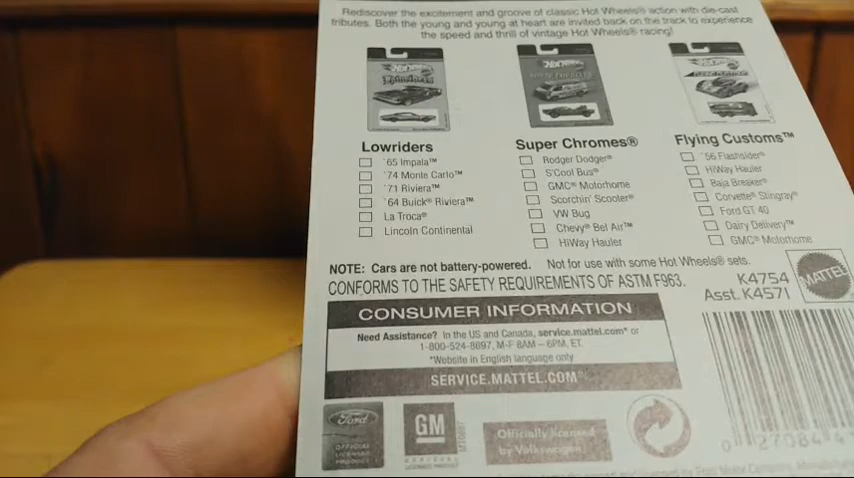 Rediscover the excitement and groove of classic Hot Wheels® action with die-cast
tributes. Both the young and young at heart are invited back on the track to experience
the speed and thrill of vintage Hot Wheels® racing!
Lowriders
'65 Impala™
'74 Monte Carlo™
'71 Riviera™
'64 Buick® Riviera™
La Troca®
Lincoln Continental
Super Chromes®
Rodger Dodger®
S'Cool Bus®
GMC® Motorhome
Scorchin' Scooter®
VW Bug
Chevy® Bel Air™
HiWay Hauler
Flying Customs™
'56 Flashsider®
HiWay Hauler
Baja Breaker®
Corvette® Stingray®
Ford GT 40
Dairy Delivery™
GMC® Motorhome
NOTE: Cars are not battery-powered. Not for use with some Hot Wheels® sets.
CONFORMS TO THE SAFETY REQUIREMENTS OF ASTM F963.
K4754
Asst. K4571
MATTEL
CONSUMER INFORMATION
Need Assistance? In the US and Canada, service.mattel.com* or
1-800-524-8697, M-F 8AM – 6PM, ET.
*Website in English language only
SERVICE.MATTEL.COM
Ford
OFFICIAL
LICENSED
PRODUCT
GM
Officially licensed
by Volkswagen
0 27084 4